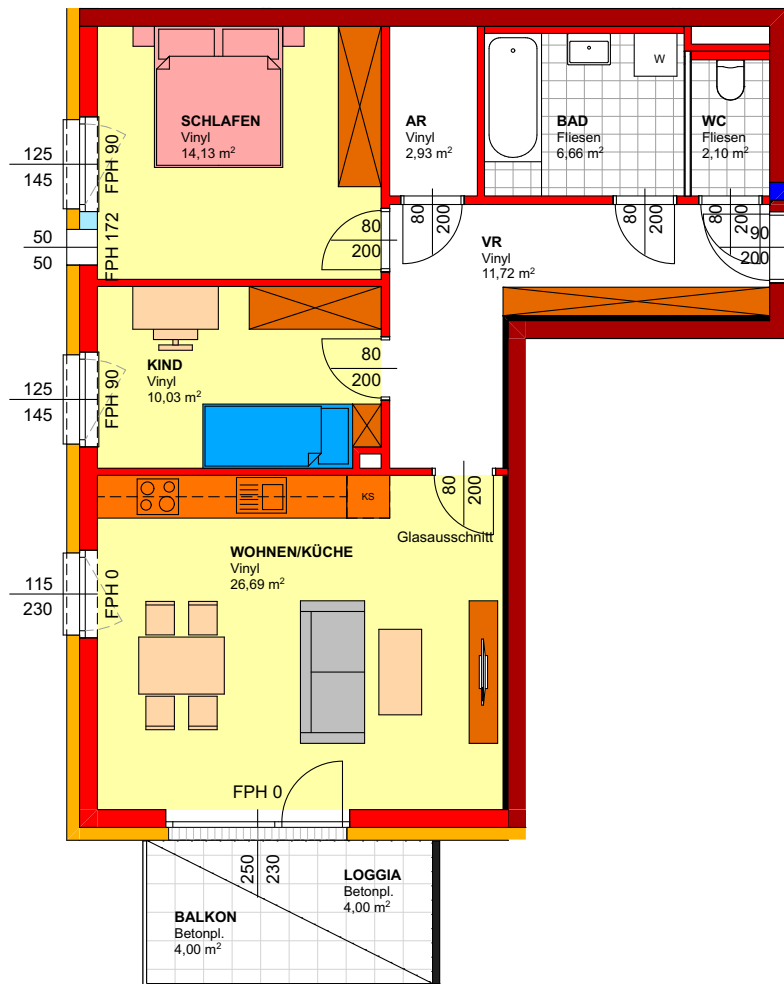 SCHLAFEN
Vinyl
14,13 m²
AR
Vinyl
2,93 m²
BAD
Fliesen
6,66 m²
W
WC
Fliesen
2,10 m²
125
145
FPH 90
50
50
FPH 172
80
200
80
200
80
200
80
200
90
200
VR
Vinyl
11,72 m²
KIND
Vinyl
10,03 m²
125
145
FPH 90
80
200
KS
80
200
Glasausschnitt
WOHNEN/KÜCHE
Vinyl
26,69 m²
115
230
FPH 0
FPH 0
250
230
LOGGIA
Betonpl.
4,00 m²
BALKON
Betonpl.
4,00 m²